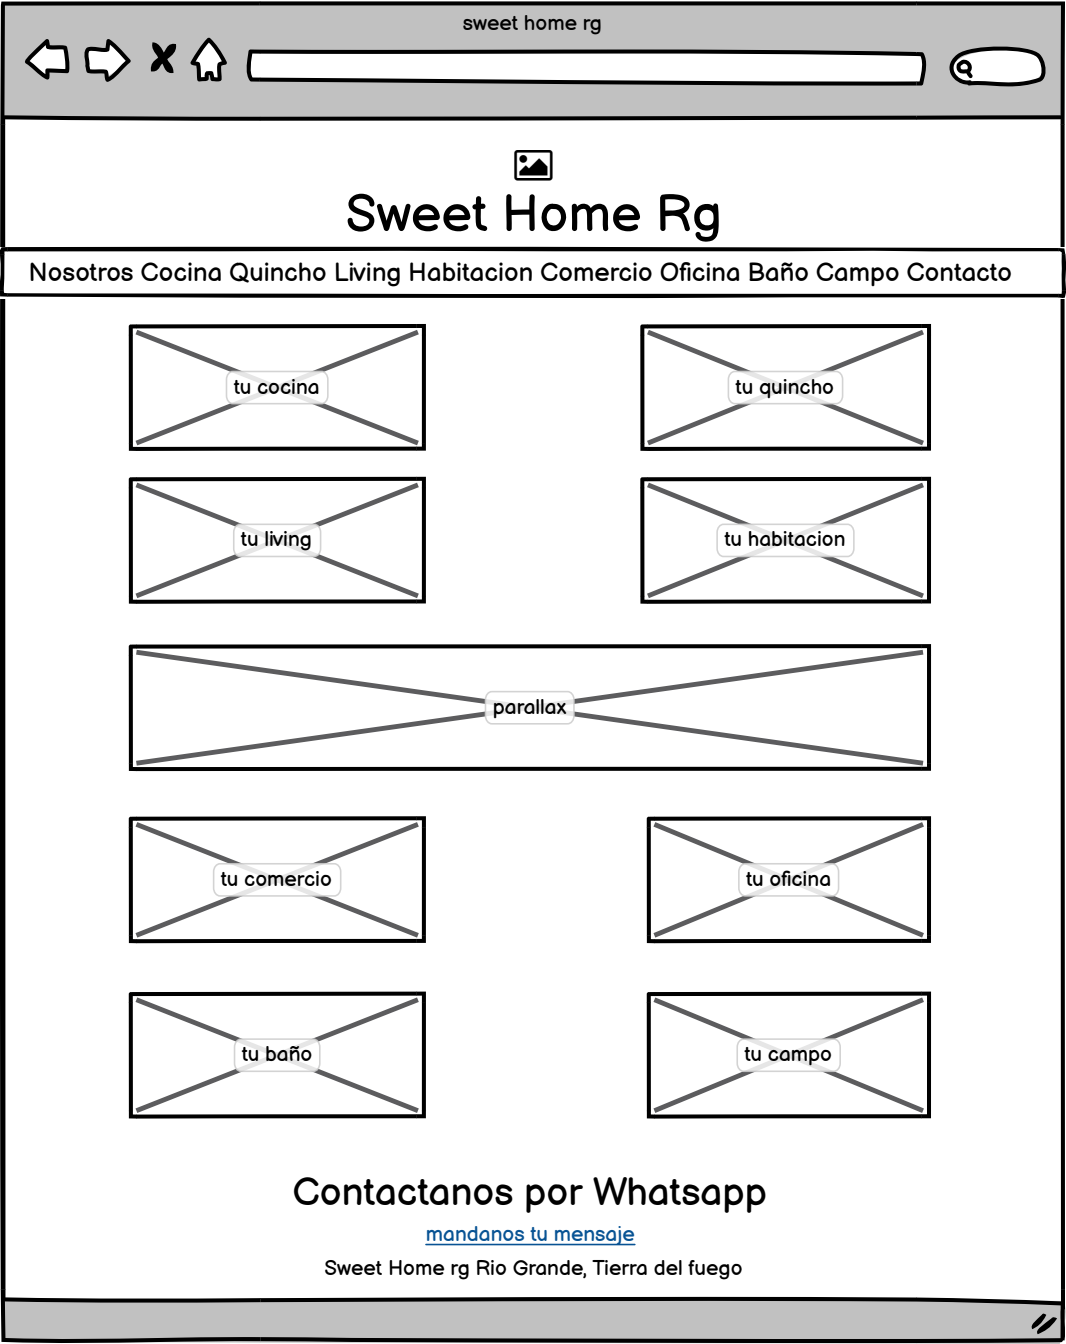 sweet home rg
Sweet Home Rg
Nosotros Cocina Quincho Living Habitacion Comercio Oficina Baño Campo Contacto
tu cocina
tu quincho
tu living
tu habitacion
parallax
tu comercio
tu oficina
tu baño
tu campo
Contactanos por Whatsapp
mandanos tu mensaje
Sweet Home rg Rio Grande, Tierra del fuego